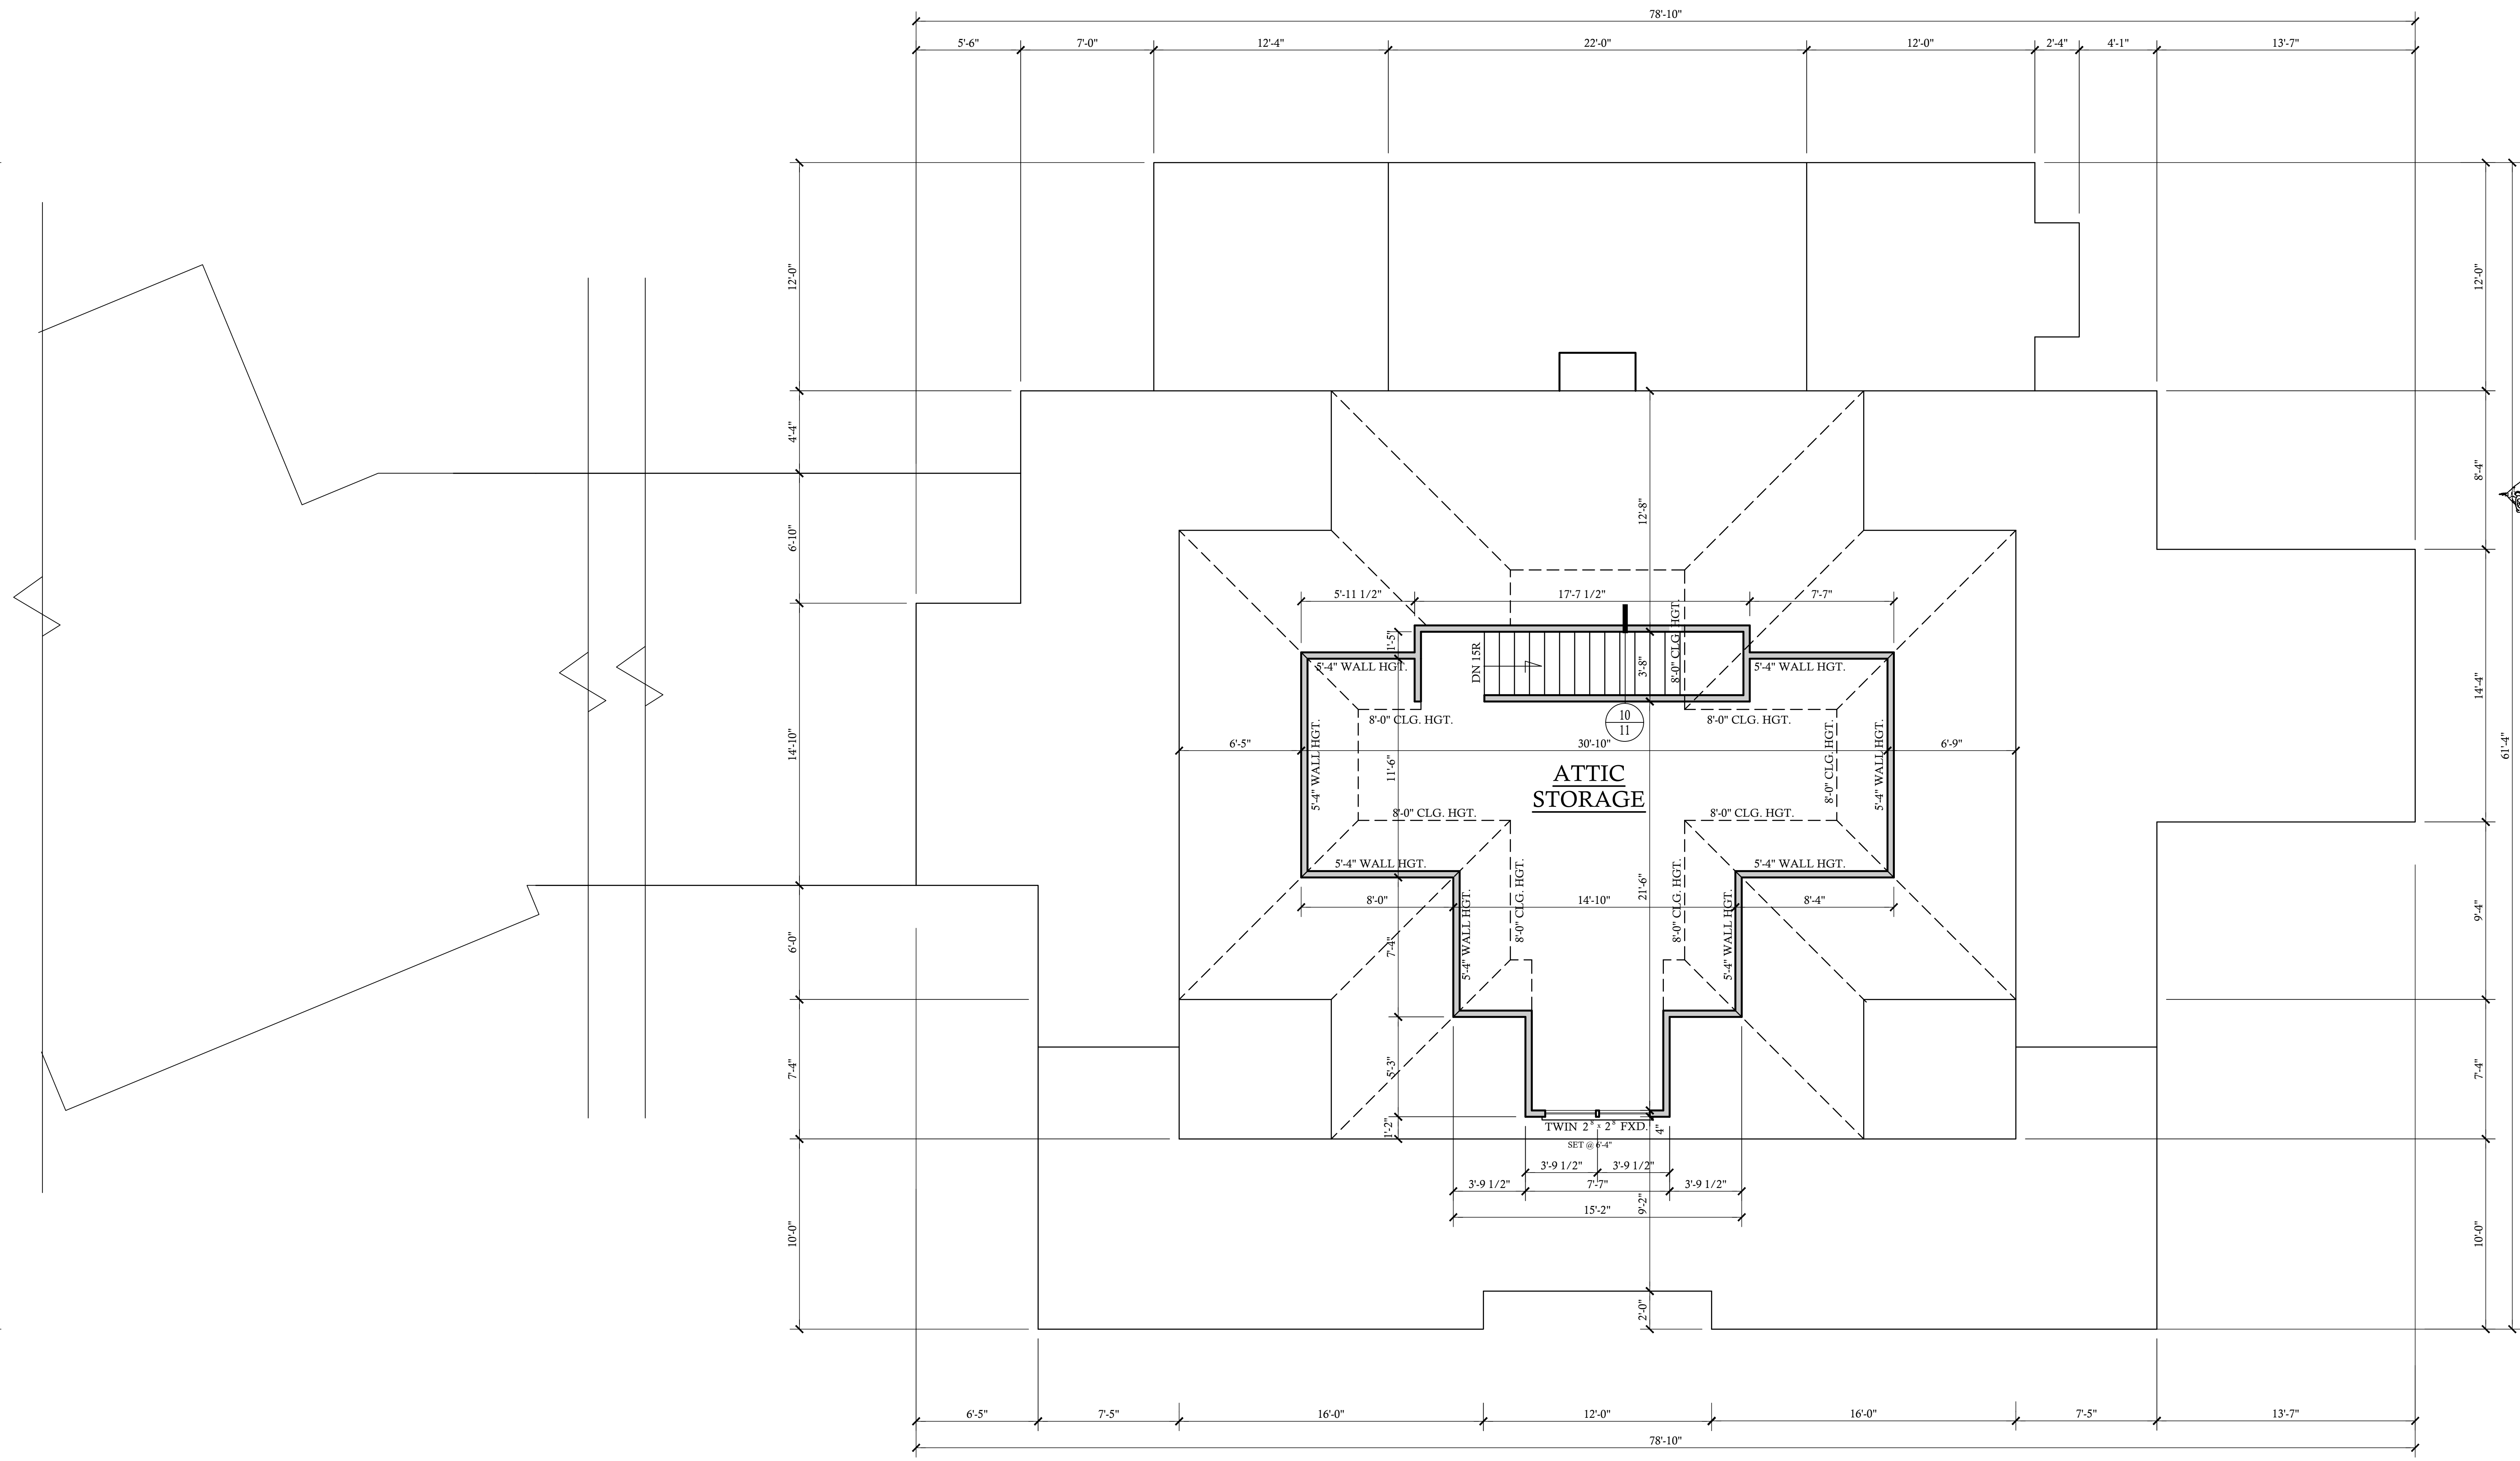 78'-10"
5'-6" 7'-0" 12'-4" 22'-0" 12'-0" 2'-4" 4'-1" 13'-7"
12'-0"
4'-4"
6'-10"
14'-10"
6'-0"
7'-4"
10'-0"
12'-8"
5'-11 1/2" 17'-7 1/2" 7'-7"
1'-5"
DN 15R
3'-8"
8'-0" CLG. HGT.
5'-4" WALL HGT.
5'-4" WALL HGT.
8'-0" CLG. HGT.
10
11
8'-0" CLG. HGT.
6'-5" 30'-10" 6'-9"
5'-4" WALL HGT.
11'-6"
ATTIC
STORAGE
8'-0" CLG. HGT.
5'-4" WALL HGT.
8'-0" CLG. HGT.
8'-0" CLG. HGT.
5'-4" WALL HGT.
5'-4" WALL HGT.
8'-0" 14'-10" 8'-4"
21'-6"
7'-4"
5'-4" WALL HGT.
8'-0" CLG. HGT.
8'-0" CLG. HGT.
5'-4" WALL HGT.
5'-3"
1'-2"
TWIN 2⁸ x 2⁸ FXD.
4"
SET @ 6'-4"
3'-9 1/2" 3'-9 1/2"
3'-9 1/2" 7'-7" 3'-9 1/2"
9'-2"
15'-2"
2'-0"
12'-0"
8'-4"
14'-4"
9'-4"
7'-4"
10'-0"
61'-4"
6'-5" 7'-5" 16'-0" 12'-0" 16'-0" 7'-5" 13'-7"
78'-10"